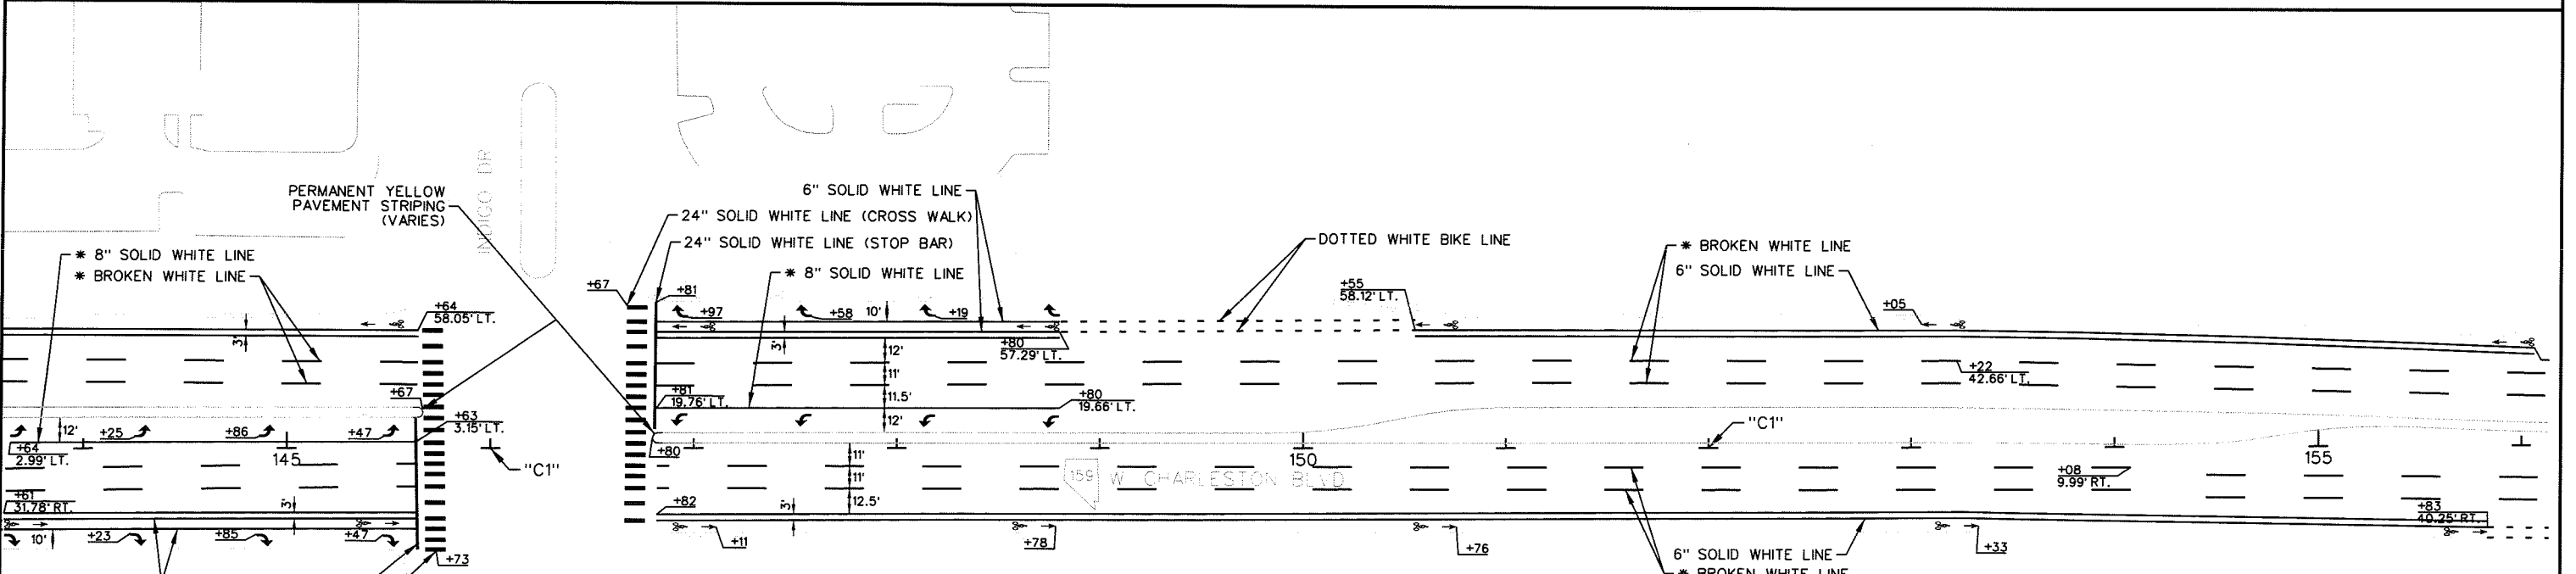 PERMANENT YELLOW
PAVEMENT STRIPING
(VARIES)
INDIGO DR
6" SOLID WHITE LINE
24" SOLID WHITE LINE (CROSS WALK)
24" SOLID WHITE LINE (STOP BAR)
* 8" SOLID WHITE LINE
* BROKEN WHITE LINE
* 8" SOLID WHITE LINE
DOTTED WHITE BIKE LINE
* BROKEN WHITE LINE
6" SOLID WHITE LINE
+64
58.05' LT.
+67
+81
+97
+58
10'
+19
+55
58.12' LT.
+05
3'
3'
12'
+80
57.29' LT.
11'
+22
42.66' LT.
+67
+81
19.76' LT.
11.5'
+80
19.66' LT.
12'
12'
+25
+86
+47
+63
3.15' LT.
+64
2.99' LT.
145
"C1"
+80
11'
150
"C1"
155
11'
159
W CHARLESTON BLVD
+08
9.99' RT.
+61
31.78' RT.
3'
+82
3'
12.5'
+83
40.25' RT.
10'
+23
+85
+47
+73
+11
+78
+76
+33
6" SOLID WHITE LINE
* BROKEN WHITE LINE